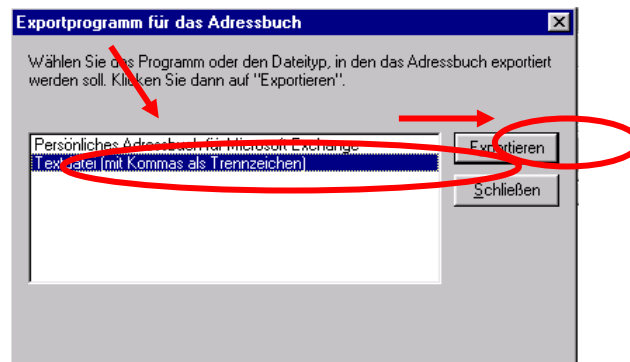 Exportprogramm für das Adressbuch
Wählen Sie das Programm oder den Dateityp, in den das Adressbuch exportiert
werden soll. Klicken Sie dann auf "Exportieren".
Persönliches Adressbuch für Microsoft Exchange
Textdatei (mit Kommas als Trennzeichen)
Exportieren
Schließen